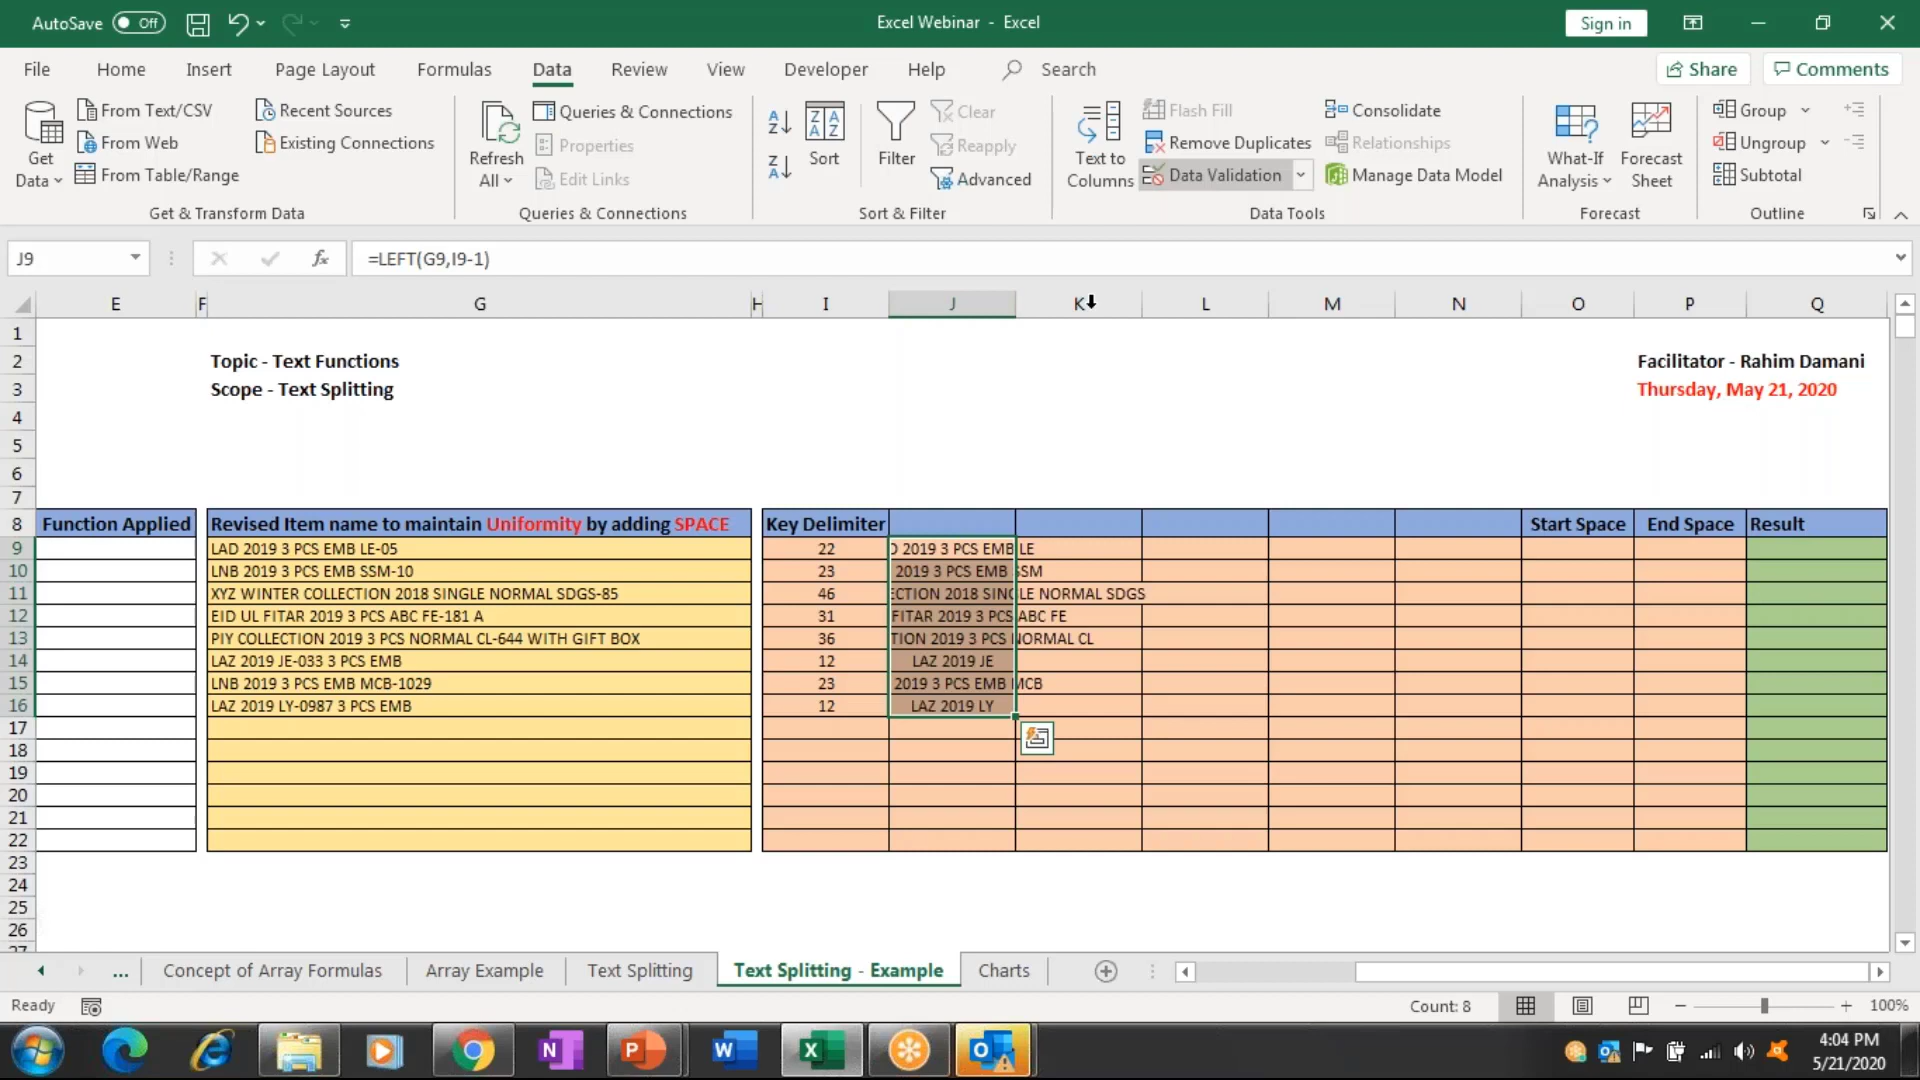 AutoSave Off Excel Webinar - Excel Sign in
File Home Insert Page Layout Formulas Data Review View Developer Help Search Share Comments
Get Data
From Text/CSV
From Web
From Table/Range
Recent Sources
Existing Connections
Get & Transform Data
Refresh All
Queries & Connections
Properties
Edit Links
Queries & Connections
Sort
Filter
Clear
Reapply
Advanced
Sort & Filter
Text to Columns
Flash Fill
Remove Duplicates
Data Validation
Consolidate
Relationships
Manage Data Model
Data Tools
What-If Analysis
Forecast Sheet
Forecast
Group
Ungroup
Subtotal
Outline
J9 fx =LEFT(G9,I9-1)
E F G H I J K L M N O P Q
1
2 Topic - Text Functions Facilitator - Rahim Damani
3 Scope - Text Splitting Thursday, May 21, 2020
4
5
6
7
8 Function Applied Revised Item name to maintain Uniformity by adding SPACE Key Delimiter Start Space End Space Result
9 LAD 2019 3 PCS EMB LE-05 22 D 2019 3 PCS EMB LE
10 LNB 2019 3 PCS EMB SSM-10 23 2019 3 PCS EMB SSM
11 XYZ WINTER COLLECTION 2018 SINGLE NORMAL SDGS-85 46 ECTION 2018 SINGLE NORMAL SDGS
12 EID UL FITAR 2019 3 PCS ABC FE-181 A 31 FITAR 2019 3 PCS ABC FE
13 PIY COLLECTION 2019 3 PCS NORMAL CL-644 WITH GIFT BOX 36 TION 2019 3 PCS NORMAL CL
14 LAZ 2019 JE-033 3 PCS EMB 12 LAZ 2019 JE
15 LNB 2019 3 PCS EMB MCB-1029 23 2019 3 PCS EMB MCB
16 LAZ 2019 LY-0987 3 PCS EMB 12 LAZ 2019 LY
17
18
19
20
21
22
23
24
25
26
27
... Concept of Array Formulas Array Example Text Splitting Text Splitting - Example Charts
Ready Count: 8 100%
4:04 PM
5/21/2020